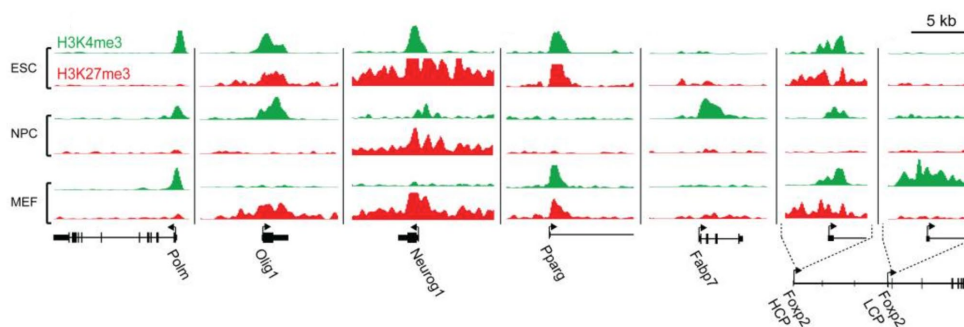 5 kb
H3K4me3
ESC
H3K27me3
NPC
MEF
Polm
Olig1
Neurog1
Pparg
Fabp7
Foxp2
HCP
Foxp2
LCP